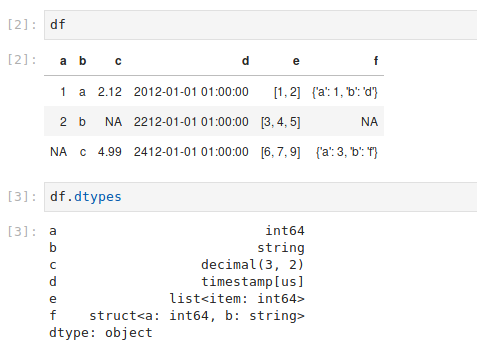 [2]: df
[2]: a b c d e f
1 a 2.12 2012-01-01 01:00:00 [1, 2] {'a': 1, 'b': 'd'}
2 b NA 2212-01-01 01:00:00 [3, 4, 5] NA
NA c 4.99 2412-01-01 01:00:00 [6, 7, 9] {'a': 3, 'b': 'f'}
[3]: df.dtypes
[3]: a int64
b string
c decimal(3, 2)
d timestamp[us]
e list<item: int64>
f struct<a: int64, b: string>
dtype: object